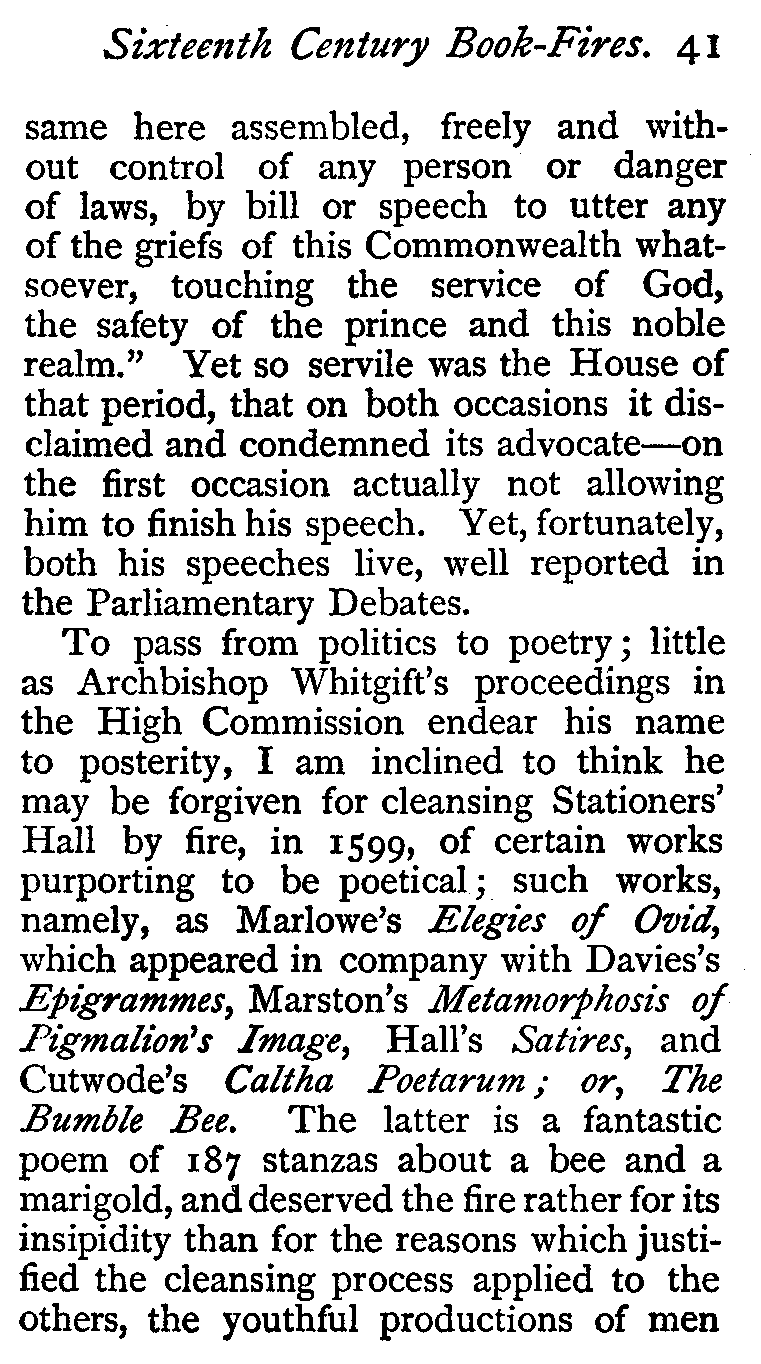 Sixteenth Century Book-Fires. 41
same here assembled, freely and with-
out control of any person or danger
of laws, by bill or speech to utter any
of the griefs of this Commonwealth what-
soever, touching the service of God,
the safety of the prince and this noble
realm.” Yet so servile was the House of
that period, that on both occasions it dis-
claimed and condemned its advocate—on
the first occasion actually not allowing
him to finish his speech. Yet, fortunately,
both his speeches live, well reported in
the Parliamentary Debates.
To pass from politics to poetry; little
as Archbishop Whitgift's proceedings in
the High Commission endear his name
to posterity, I am inclined to think he
may be forgiven for cleansing Stationers'
Hall by fire, in 1599, of certain works
purporting to be poetical; such works,
namely, as Marlowe's Elegies of Ovid,
which appeared in company with Davies's
Epigrammes, Marston's Metamorphosis of
Pigmalion's Image, Hall's Satires, and
Cutwode's Caltha Poetarum; or, The
Bumble Bee. The latter is a fantastic
poem of 187 stanzas about a bee and a
marigold, and deserved the fire rather for its
insipidity than for the reasons which justi-
fied the cleansing process applied to the
others, the youthful productions of men